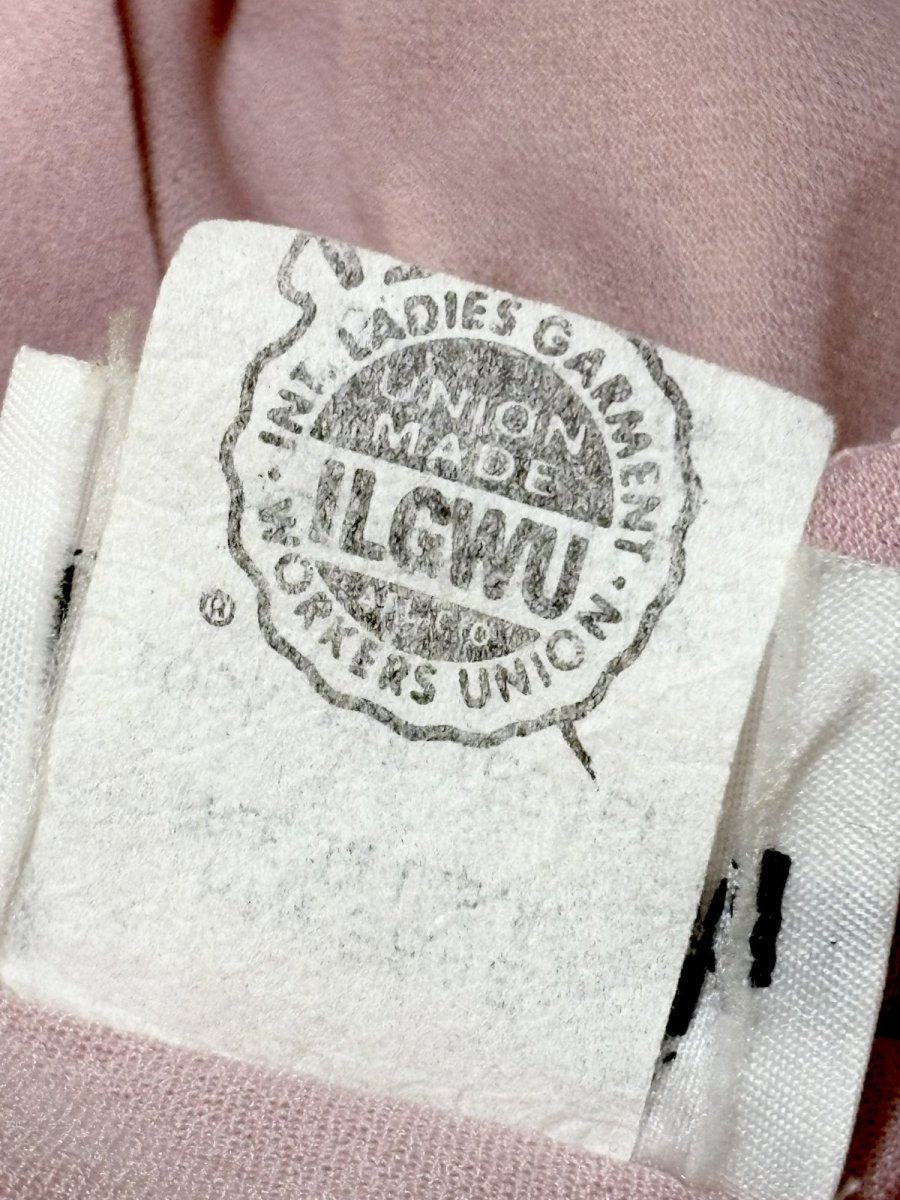 INT. LADIES GARMENT
UNION
MADE
ILGWU
WORKERS UNION
®